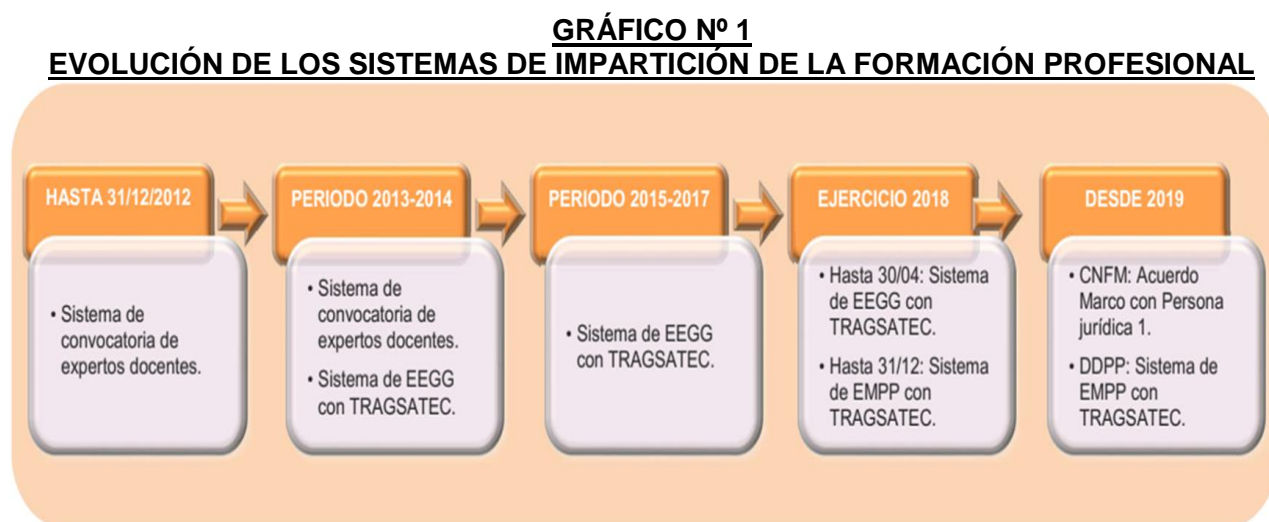 GRÁFICO Nº 1
EVOLUCIÓN DE LOS SISTEMAS DE IMPARTICIÓN DE LA FORMACIÓN PROFESIONAL
HASTA 31/12/2012
• Sistema de
convocatoria de
expertos docentes.
PERIODO 2013-2014
• Sistema de
convocatoria de
expertos docentes.
• Sistema de EEGG
con TRAGSATEC.
PERIODO 2015-2017
• Sistema de EEGG
con TRAGSATEC.
EJERCICIO 2018
• Hasta 30/04: Sistema
de EEGG con
TRAGSATEC.
• Hasta 31/12: Sistema
de EMPP con
TRAGSATEC.
DESDE 2019
• CNFM: Acuerdo
Marco con Persona
jurídica 1.
• DDPP: Sistema de
EMPP con
TRAGSATEC.